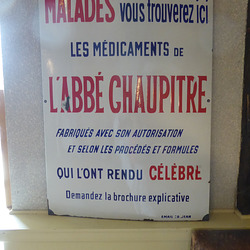 MALADES vous trouverez ici
LES MÉDICAMENTS DE
L'ABBÉ CHAUPITRE
FABRIQUÉS AVEC SON AUTORISATION
ET SELON LES PROCÉDÉS ET FORMULES
QUI L'ONT RENDU CÉLÈBRE
Demandez la brochure explicative